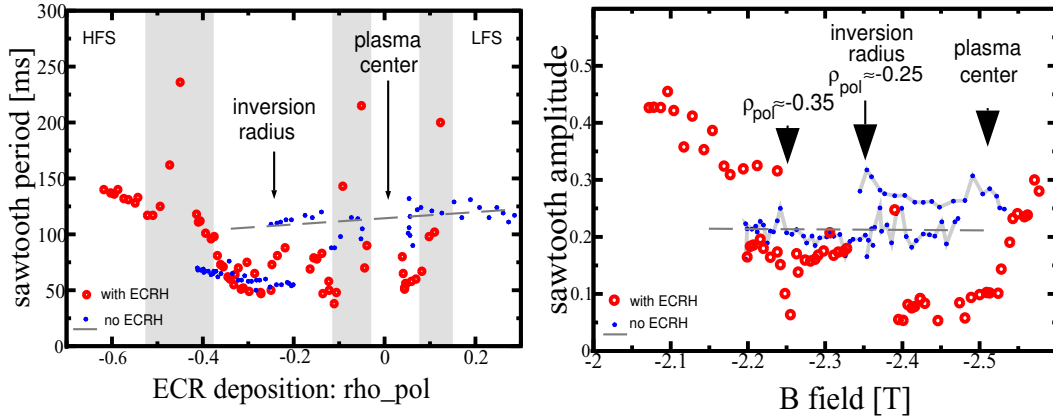 300
250
200
150
100
50
0
sawtooth period [ms]
HFS
LFS
plasma
center
inversion
radius
with ECRH
no ECRH
-0.6
-0.4
-0.2
0
0.2
ECR deposition: rho_pol
0.5
0.4
0.3
0.2
0.1
0
sawtooth amplitude
inversion
radius
ρpol≈-0.25
ρpol≈-0.35
plasma
center
with ECRH
no ECRH
-2
-2.1
-2.2
-2.3
-2.4
-2.5
B field [T]